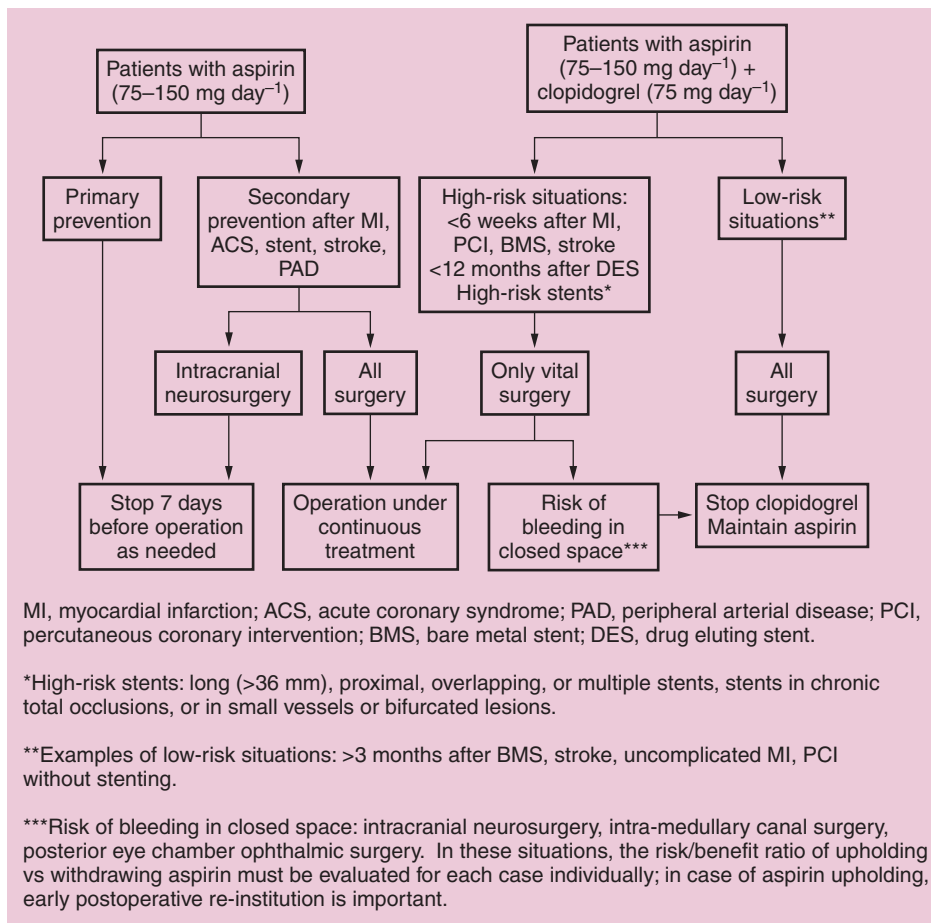 Patients with aspirin
(75–150 mg day⁻¹)
Patients with aspirin
(75–150 mg day⁻¹) +
clopidogrel (75 mg day⁻¹)
Primary
prevention
Secondary
prevention after MI,
ACS, stent, stroke,
PAD
High-risk situations:
<6 weeks after MI,
PCI, BMS, stroke
<12 months after DES
High-risk stents*
Low-risk
situations**
Intracranial
neurosurgery
All
surgery
Only vital
surgery
All
surgery
Stop 7 days
before operation
as needed
Operation under
continuous
treatment
Risk of
bleeding in
closed space***
Stop clopidogrel
Maintain aspirin
MI, myocardial infarction; ACS, acute coronary syndrome; PAD, peripheral arterial disease; PCI,
percutaneous coronary intervention; BMS, bare metal stent; DES, drug eluting stent.
*High-risk stents: long (>36 mm), proximal, overlapping, or multiple stents, stents in chronic
total occlusions, or in small vessels or bifurcated lesions.
**Examples of low-risk situations: >3 months after BMS, stroke, uncomplicated MI, PCI
without stenting.
***Risk of bleeding in closed space: intracranial neurosurgery, intra-medullary canal surgery,
posterior eye chamber ophthalmic surgery. In these situations, the risk/benefit ratio of upholding
vs withdrawing aspirin must be evaluated for each case individually; in case of aspirin upholding,
early postoperative re-institution is important.